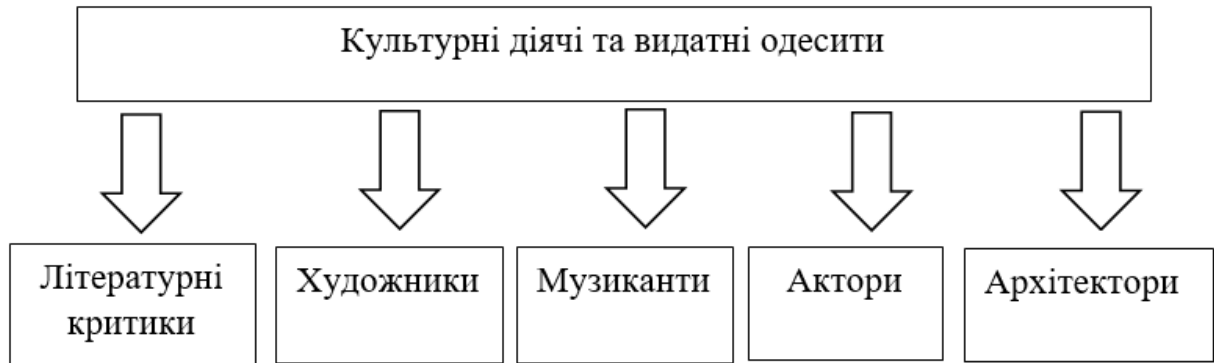 Культурні діячі та видатні одесити
Літературні
критики
Художники
Музиканти
Актори
Архітектори